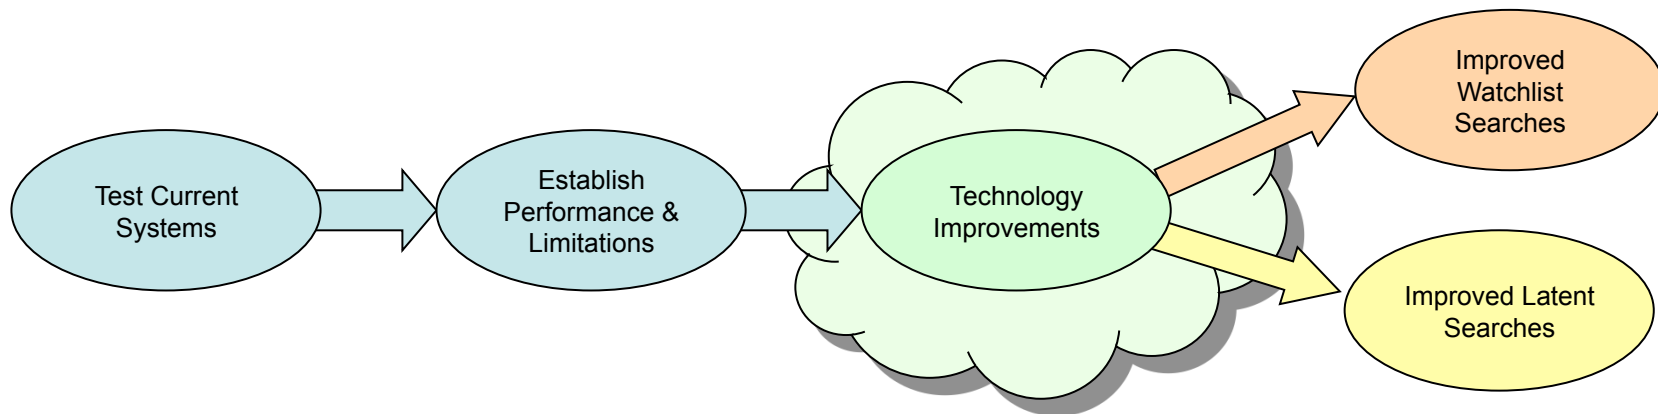 Test Current
Systems
Establish
Performance &
Limitations
Technology
Improvements
Improved
Watchlist
Searches
Improved Latent
Searches